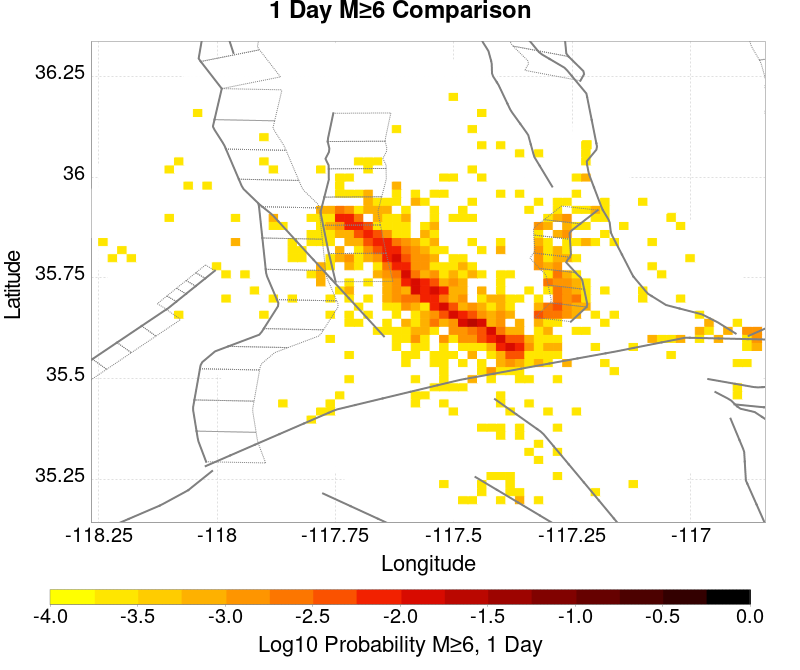 1 Day M≥6 Comparison
36.25
36
35.75
35.5
35.25
Latitude
-118.25 -118 -117.75 -117.5 -117.25 -117
Longitude
-4.0 -3.5 -3.0 -2.5 -2.0 -1.5 -1.0 -0.5 0.0
Log10 Probability M≥6, 1 Day